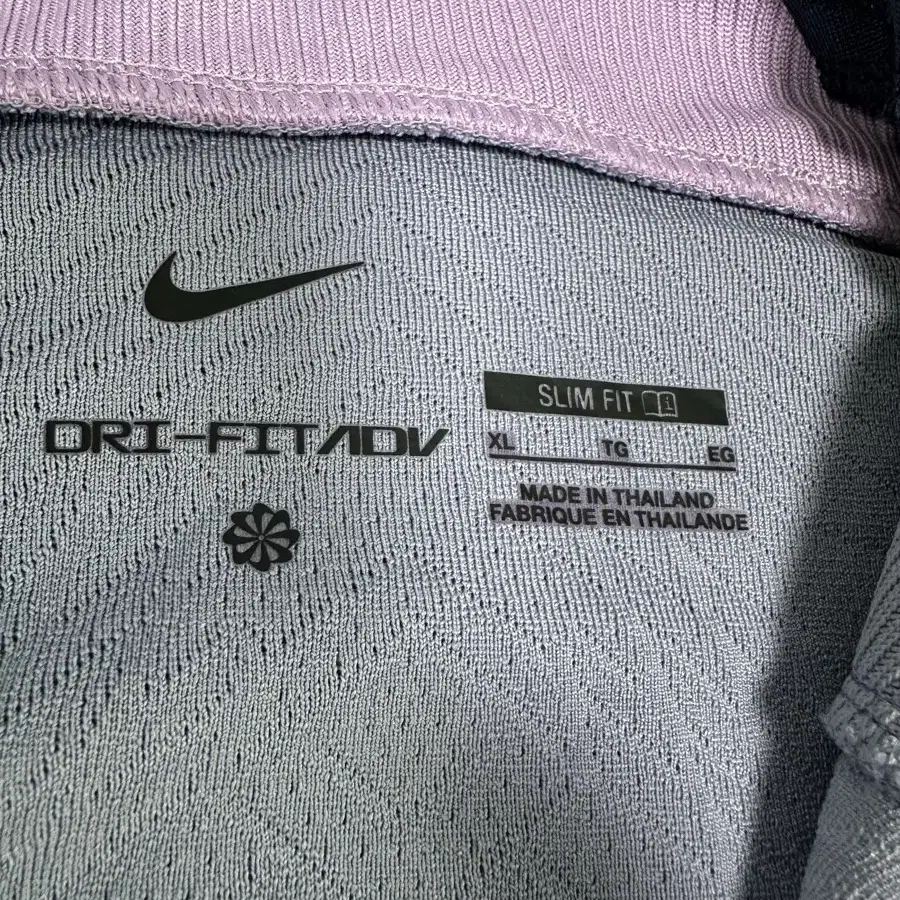 DRI-FIT ADV
SLIM FIT
XL TG EG
MADE IN THAILAND
FABRIQUE EN THAILANDE